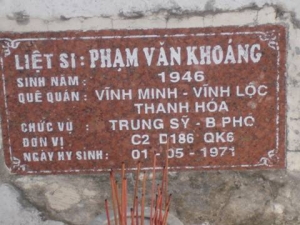 LIỆT SĨ: PHẠM VĂN KHOÁNG
SINH NĂM: 1946
QUÊ QUÁN: VĨNH MINH - VĨNH LỘC
THANH HÓA
CHỨC VỤ: TRUNG SỸ - B PHÓ
ĐƠN VỊ C2 D186 QK6
NGÀY HY SINH: 01-05-1971